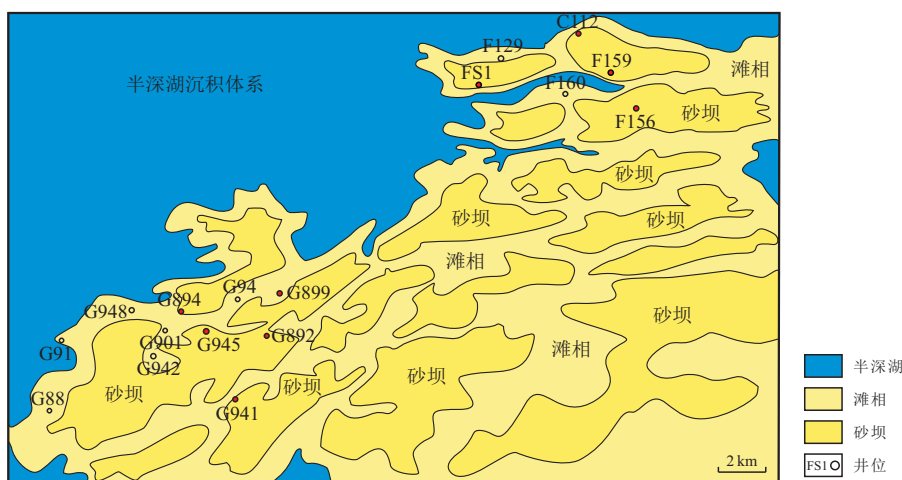 C112
F129
半深湖沉积体系
FS1
F159
滩相
F160
F156
砂坝
砂坝
砂坝
砂坝
滩相
G94
G899
G948
G894
砂坝
G901
G945
G892
G91
G942
滩相
砂坝
G88
砂坝
砂坝
G941
2 km
半深湖
滩相
砂坝
FS1 井位